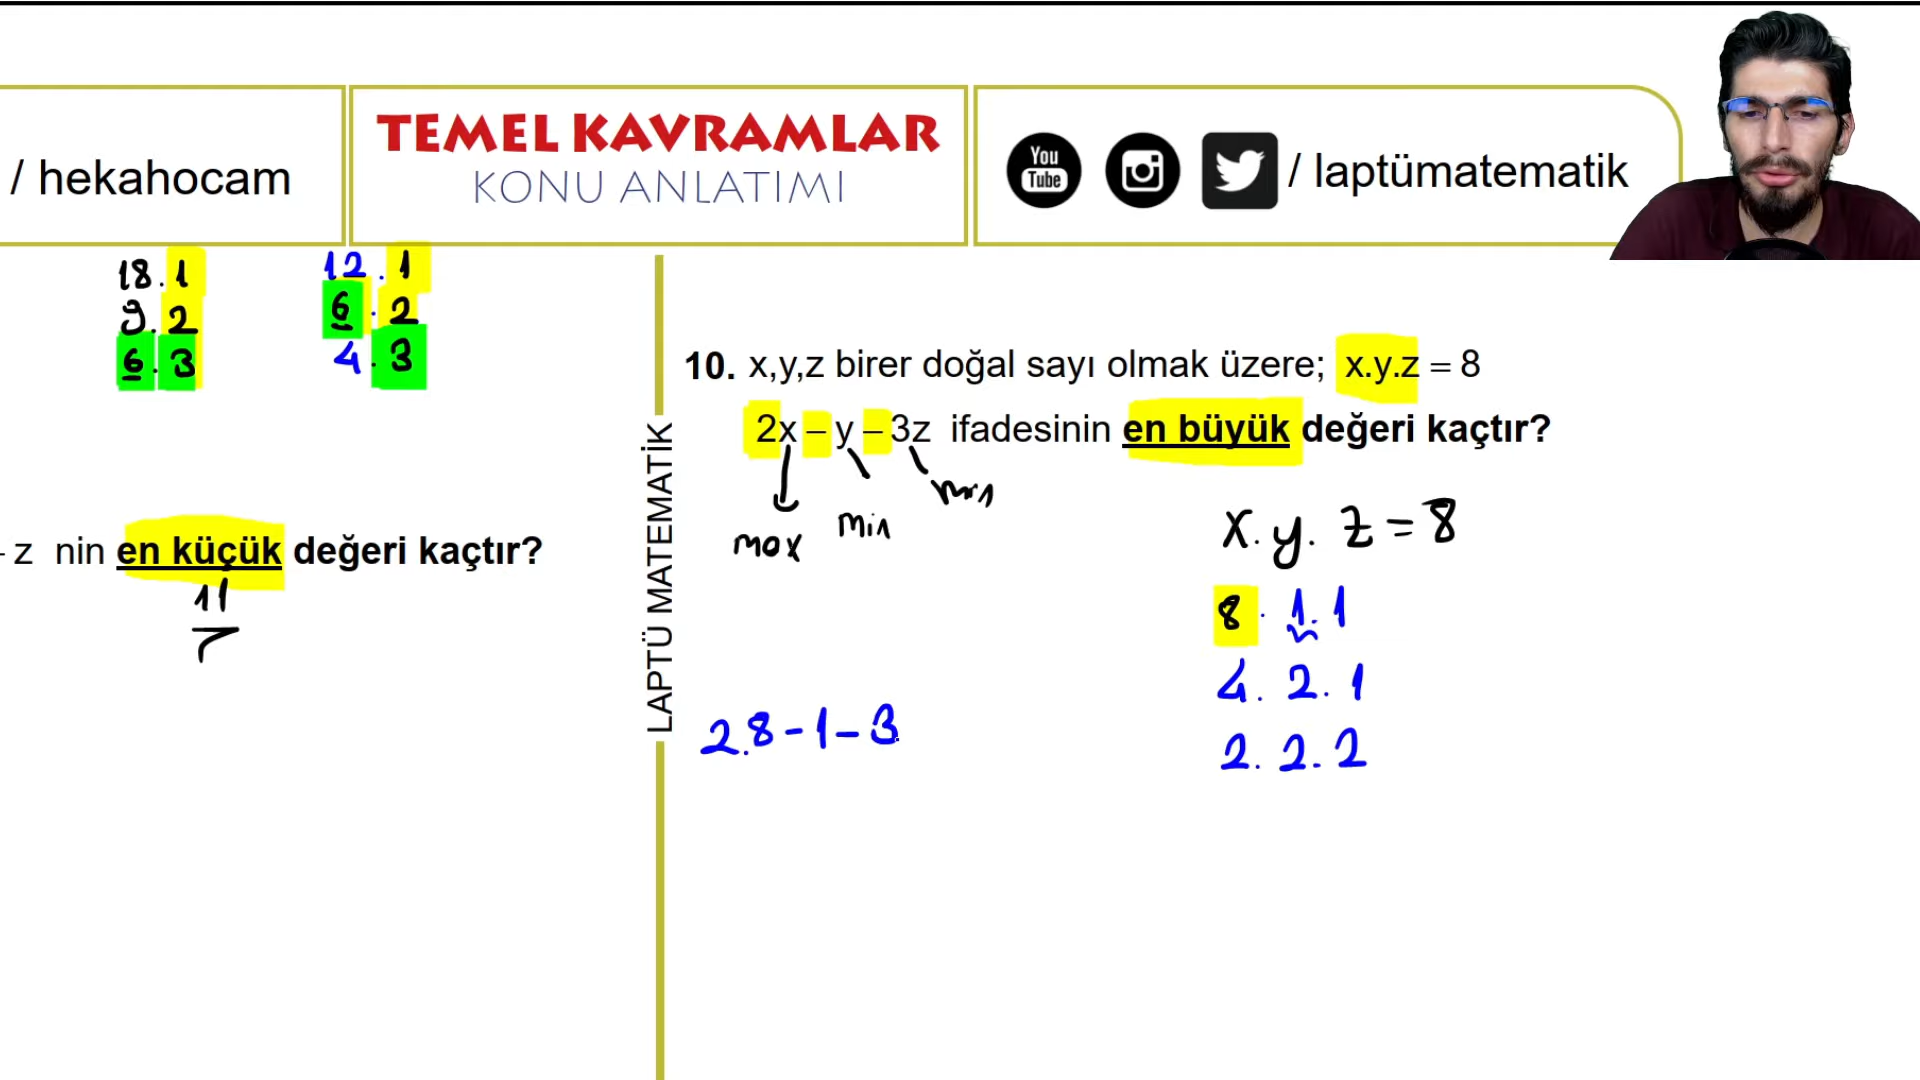 / hekahocam
TEMEL KAVRAMLAR
KONU ANLATIMI
You
Tube
/ laptümatematik
18.1
9.2
6.3
12.1
6.2
4.3
- z nin en küçük değeri kaçtır?
11
LAPTÜ MATEMATİK
10. x,y,z birer doğal sayı olmak üzere; x.y.z = 8
2x – y – 3z ifadesinin en büyük değeri kaçtır?
max
min
min
x.y.z=8
8.1.1
4.2.1
2.2.2
2.8-1-3